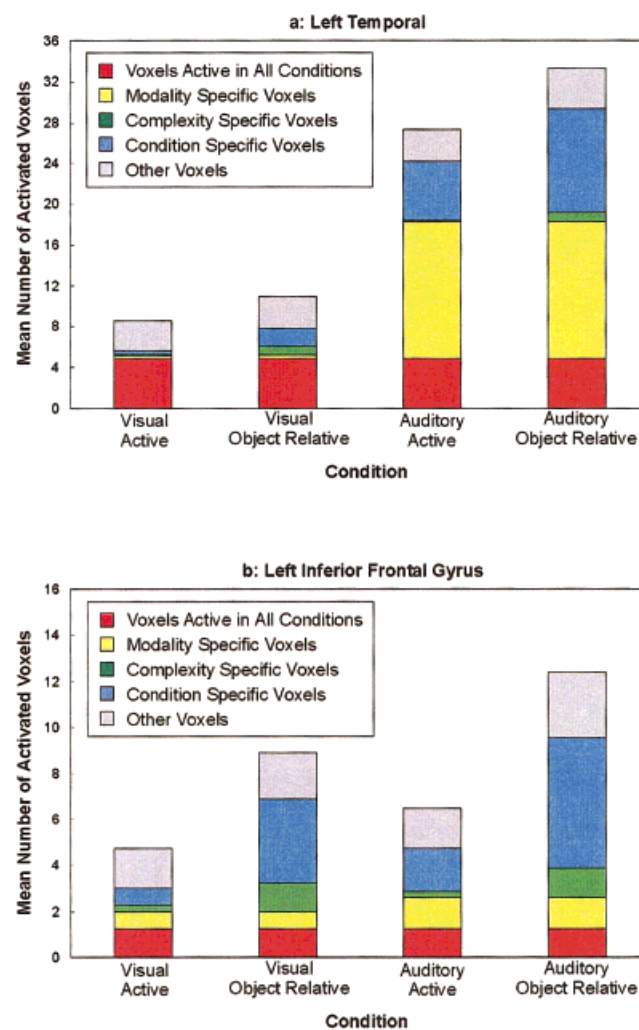 a: Left Temporal
36
32
28
24
20
16
12
8
4
0
Mean Number of Activated Voxels
Voxels Active in All Conditions
Modality Specific Voxels
Complexity Specific Voxels
Condition Specific Voxels
Other Voxels
Visual Active
Visual Object Relative
Auditory Active
Auditory Object Relative
Condition
b: Left Inferior Frontal Gyrus
16
14
12
10
8
6
4
2
0
Mean Number of Activated Voxels
Voxels Active in All Conditions
Modality Specific Voxels
Complexity Specific Voxels
Condition Specific Voxels
Other Voxels
Visual Active
Visual Object Relative
Auditory Active
Auditory Object Relative
Condition